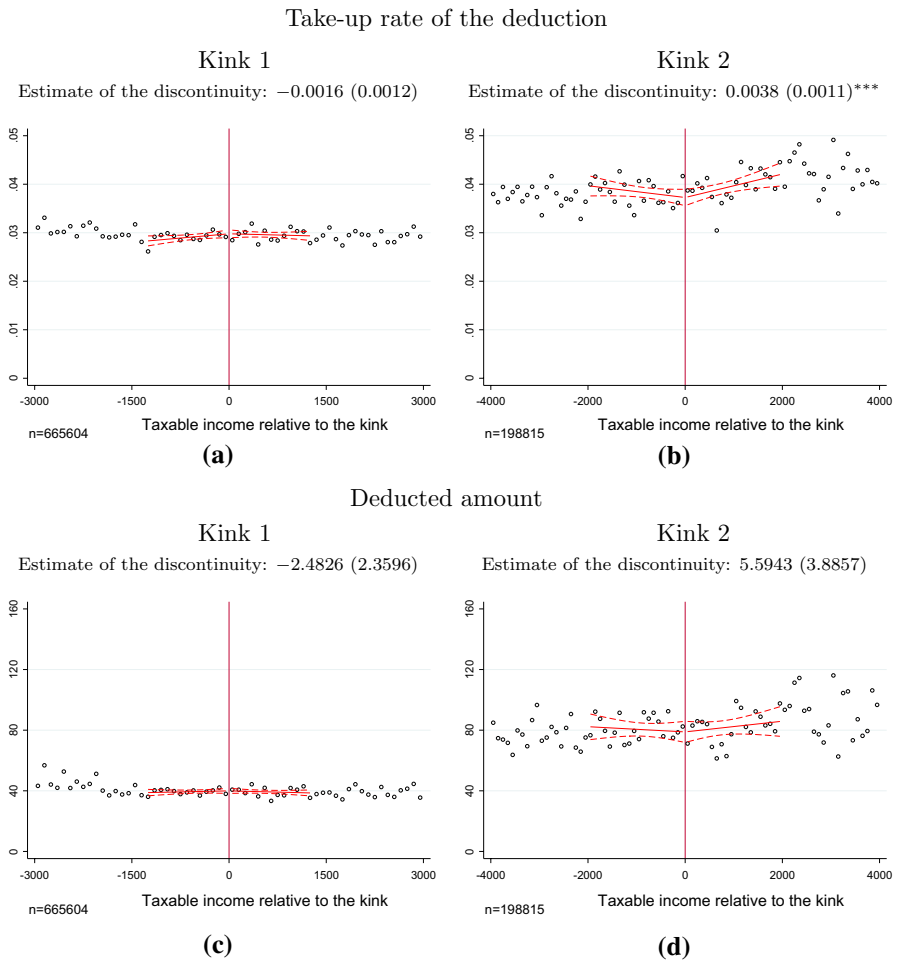 Take-up rate of the deduction
Kink 1
Estimate of the discontinuity: −0.0016 (0.0012)
.05
.04
.03
.02
.01
0
-3000 -1500 0 1500 3000
Taxable income relative to the kink
n=665604
(a)
Kink 2
Estimate of the discontinuity: 0.0038 (0.0011)***
.05
.04
.03
.02
.01
0
-4000 -2000 0 2000 4000
Taxable income relative to the kink
n=198815
(b)
Deducted amount
Kink 1
Estimate of the discontinuity: −2.4826 (2.3596)
160
120
80
40
0
-3000 -1500 0 1500 3000
Taxable income relative to the kink
n=665604
(c)
Kink 2
Estimate of the discontinuity: 5.5943 (3.8857)
160
120
80
40
0
-4000 -2000 0 2000 4000
Taxable income relative to the kink
n=198815
(d)